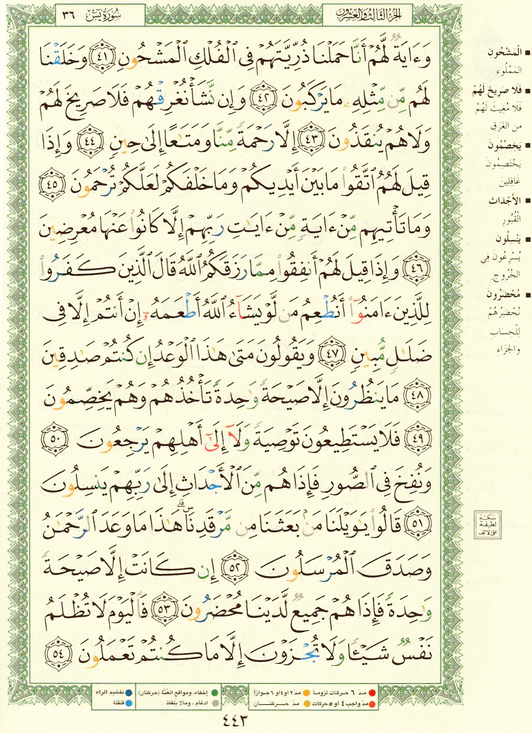 الجزء الثالث والعشرون
سورة يس ٣٦
وَءَايَةٌ لَّهُمْ أَنَّا حَمَلْنَا ذُرِّيَّتَهُمْ فِى ٱلْفُلْكِ ٱلْمَشْحُونِ ٤١ وَخَلَقْنَا
لَهُم مِّن مِّثْلِهِۦ مَا يَرْكَبُونَ ٤٢ وَإِن نَّشَأْ نُغْرِقْهُمْ فَلَا صَرِيخَ لَهُمْ
وَلَا هُمْ يُنقَذُونَ ٤٣ إِلَّا رَحْمَةً مِّنَّا وَمَتَٰعًا إِلَىٰ حِينٍ ٤٤ وَإِذَا
قِيلَ لَهُمُ ٱتَّقُوا۟ مَا بَيْنَ أَيْدِيكُمْ وَمَا خَلْفَكُمْ لَعَلَّكُمْ تُرْحَمُونَ ٤٥
وَمَا تَأْتِيهِم مِّنْ ءَايَةٍ مِّنْ ءَايَٰتِ رَبِّهِمْ إِلَّا كَانُوا۟ عَنْهَا مُعْرِضِينَ
٤٦ وَإِذَا قِيلَ لَهُمْ أَنفِقُوا۟ مِمَّا رَزَقَكُمُ ٱللَّهُ قَالَ ٱلَّذِينَ كَفَرُوا۟
لِلَّذِينَ ءَامَنُوٓا۟ أَنُطْعِمُ مَن لَّوْ يَشَآءُ ٱللَّهُ أَطْعَمَهُۥٓ إِنْ أَنتُمْ إِلَّا فِى
ضَلَٰلٍ مُّبِينٍ ٤٧ وَيَقُولُونَ مَتَىٰ هَٰذَا ٱلْوَعْدُ إِن كُنتُمْ صَٰدِقِينَ
٤٨ مَا يَنظُرُونَ إِلَّا صَيْحَةً وَٰحِدَةً تَأْخُذُهُمْ وَهُمْ يَخِصِّمُونَ
٤٩ فَلَا يَسْتَطِيعُونَ تَوْصِيَةً وَلَآ إِلَىٰٓ أَهْلِهِمْ يَرْجِعُونَ ٥٠
وَنُفِخَ فِى ٱلصُّورِ فَإِذَا هُم مِّنَ ٱلْأَجْدَاثِ إِلَىٰ رَبِّهِمْ يَنسِلُونَ
٥١ قَالُوا۟ يَٰوَيْلَنَا مَنۢ بَعَثَنَا مِن مَّرْقَدِنَا ۜ هَٰذَا مَا وَعَدَ ٱلرَّحْمَٰنُ
وَصَدَقَ ٱلْمُرْسَلُونَ ٥٢ إِن كَانَتْ إِلَّا صَيْحَةً
وَٰحِدَةً فَإِذَا هُمْ جَمِيعٌ لَّدَيْنَا مُحْضَرُونَ ٥٣ فَٱلْيَوْمَ لَا تُظْلَمُ
نَفْسٌ شَيْـًٔا وَلَا تُجْزَوْنَ إِلَّا مَا كُنتُمْ تَعْمَلُونَ ٥٤
■ المشحون
المملوء
■ فلا صريخ لهم
فلا مغيث لهم
من الغرق
■ يخصمون
يختصمون
غافلين
■ الأجداث
القبور
■ ينسلون
يسرعون في
الخروج
■ محضرون
نحضرهم
للحساب
والجزاء
سكتة
لطيفة
على الألف
مد ٦ حركات لزوماً
مد ٢ أو ٤ أو ٦ جوازاً
إخفاء، ومواقع الغنة (حركتان)
تفخيم الراء
مد واجب ٤ أو ٥ حركات
مد حركتان
ادغام، ومالا يلفظ
قلقلة
٤٤٣